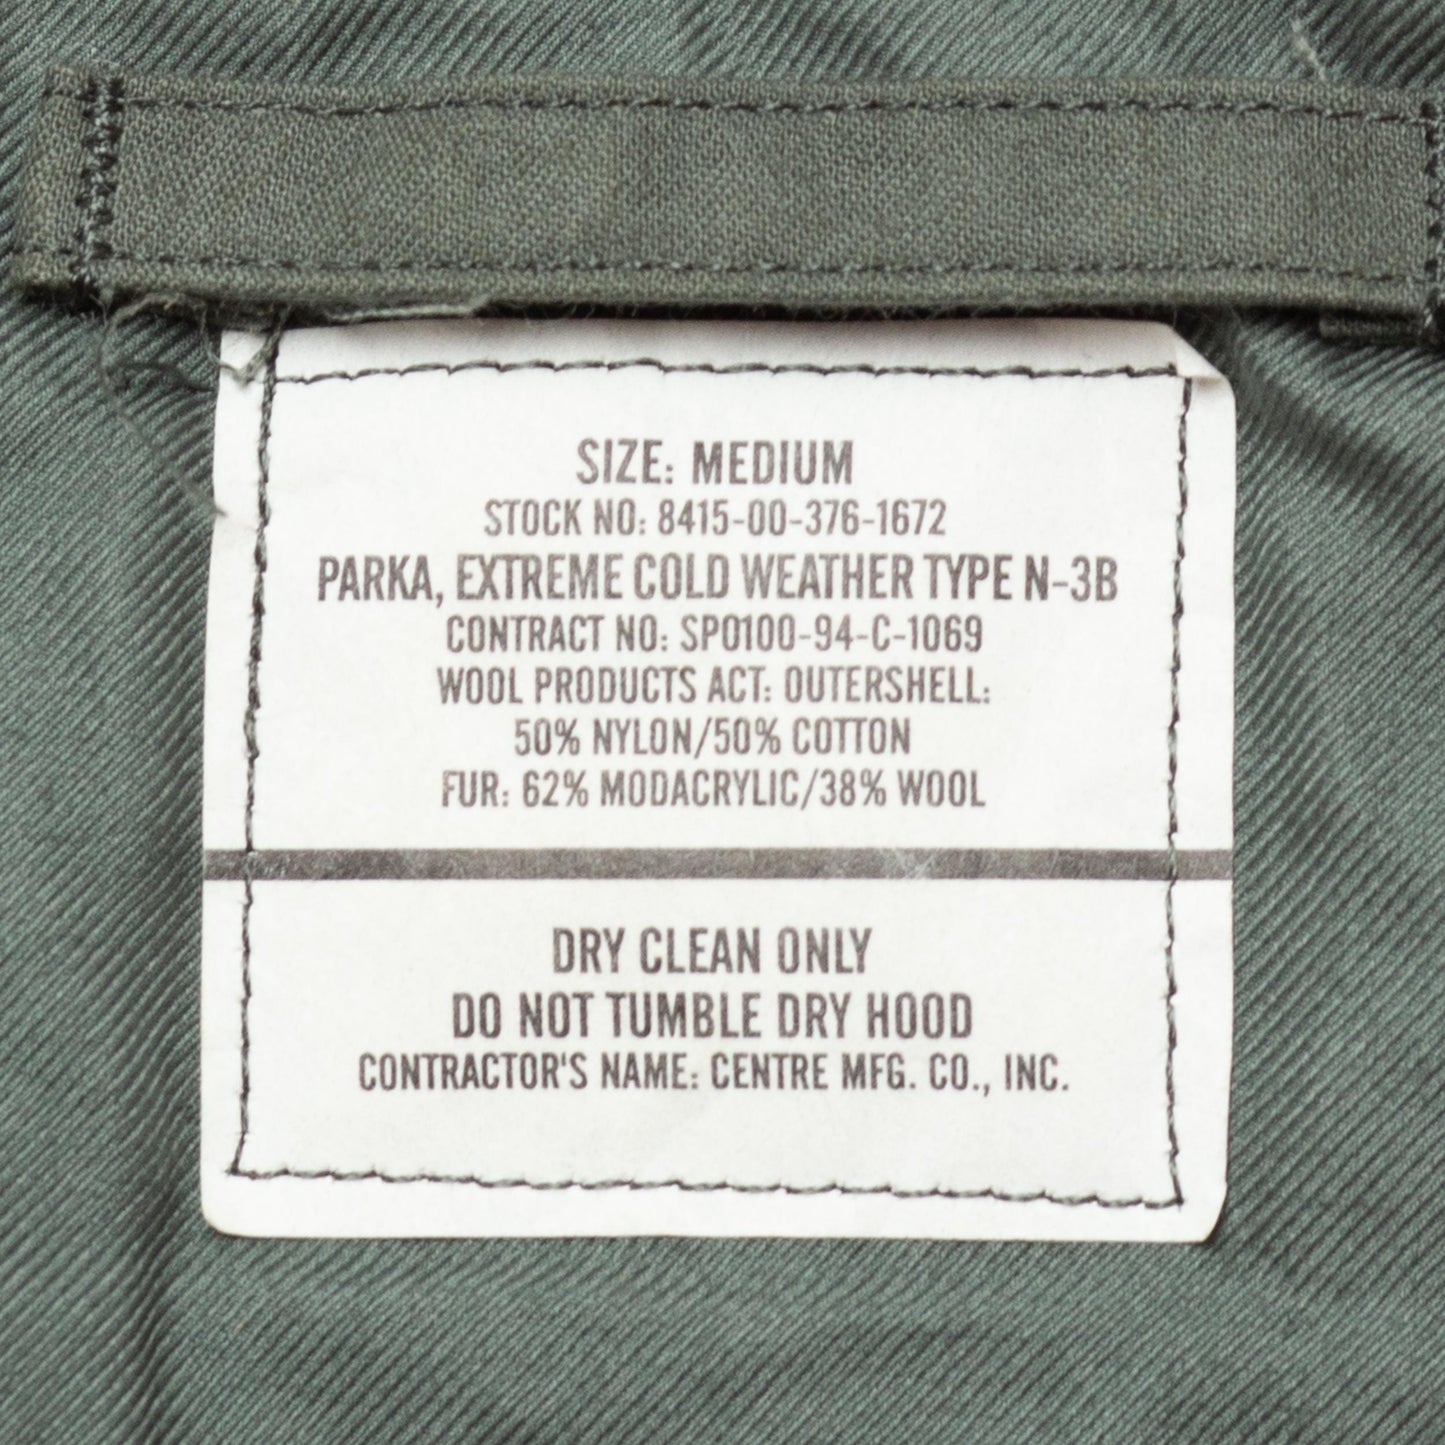 SIZE: MEDIUM
STOCK NO: 8415-00-376-1672
PARKA, EXTREME COLD WEATHER TYPE N-3B
CONTRACT NO: SPO100-94-C-1069
WOOL PRODUCTS ACT: OUTERSHELL:
50% NYLON/50% COTTON
FUR: 62% MODACRYLIC/38% WOOL
DRY CLEAN ONLY
DO NOT TUMBLE DRY HOOD
CONTRACTOR'S NAME: CENTRE MFG. CO., INC.